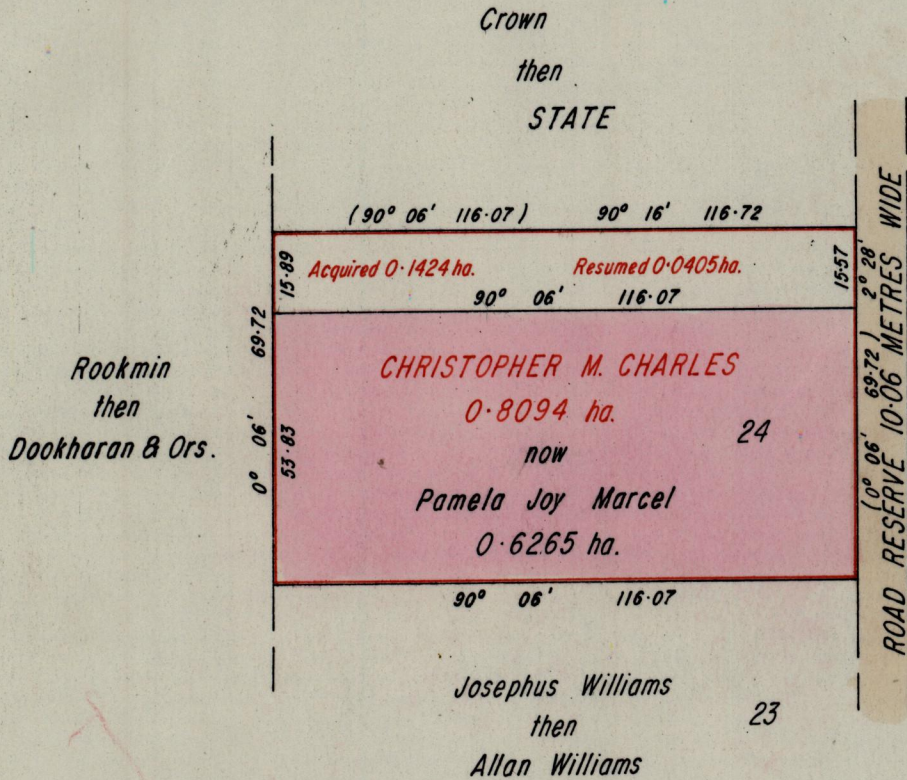 Crown
then
STATE
(90° 06' 116·07) 90° 16' 116·72
Acquired 0·1424 ha. Resumed 0·0405 ha.
15·89
15·57
90° 06' 116·07
Rookmin
then
Dookharan & Ors.
0° 06' 69·72
53·83
CHRISTOPHER M. CHARLES
0·8094 ha.
24
now
Pamela Joy Marcel
0·6265 ha.
(0° 06' 69·72) 2° 28'
ROAD RESERVE 10·06 METRES WIDE
90° 06' 116·07
Josephus Williams
then
Allan Williams
23